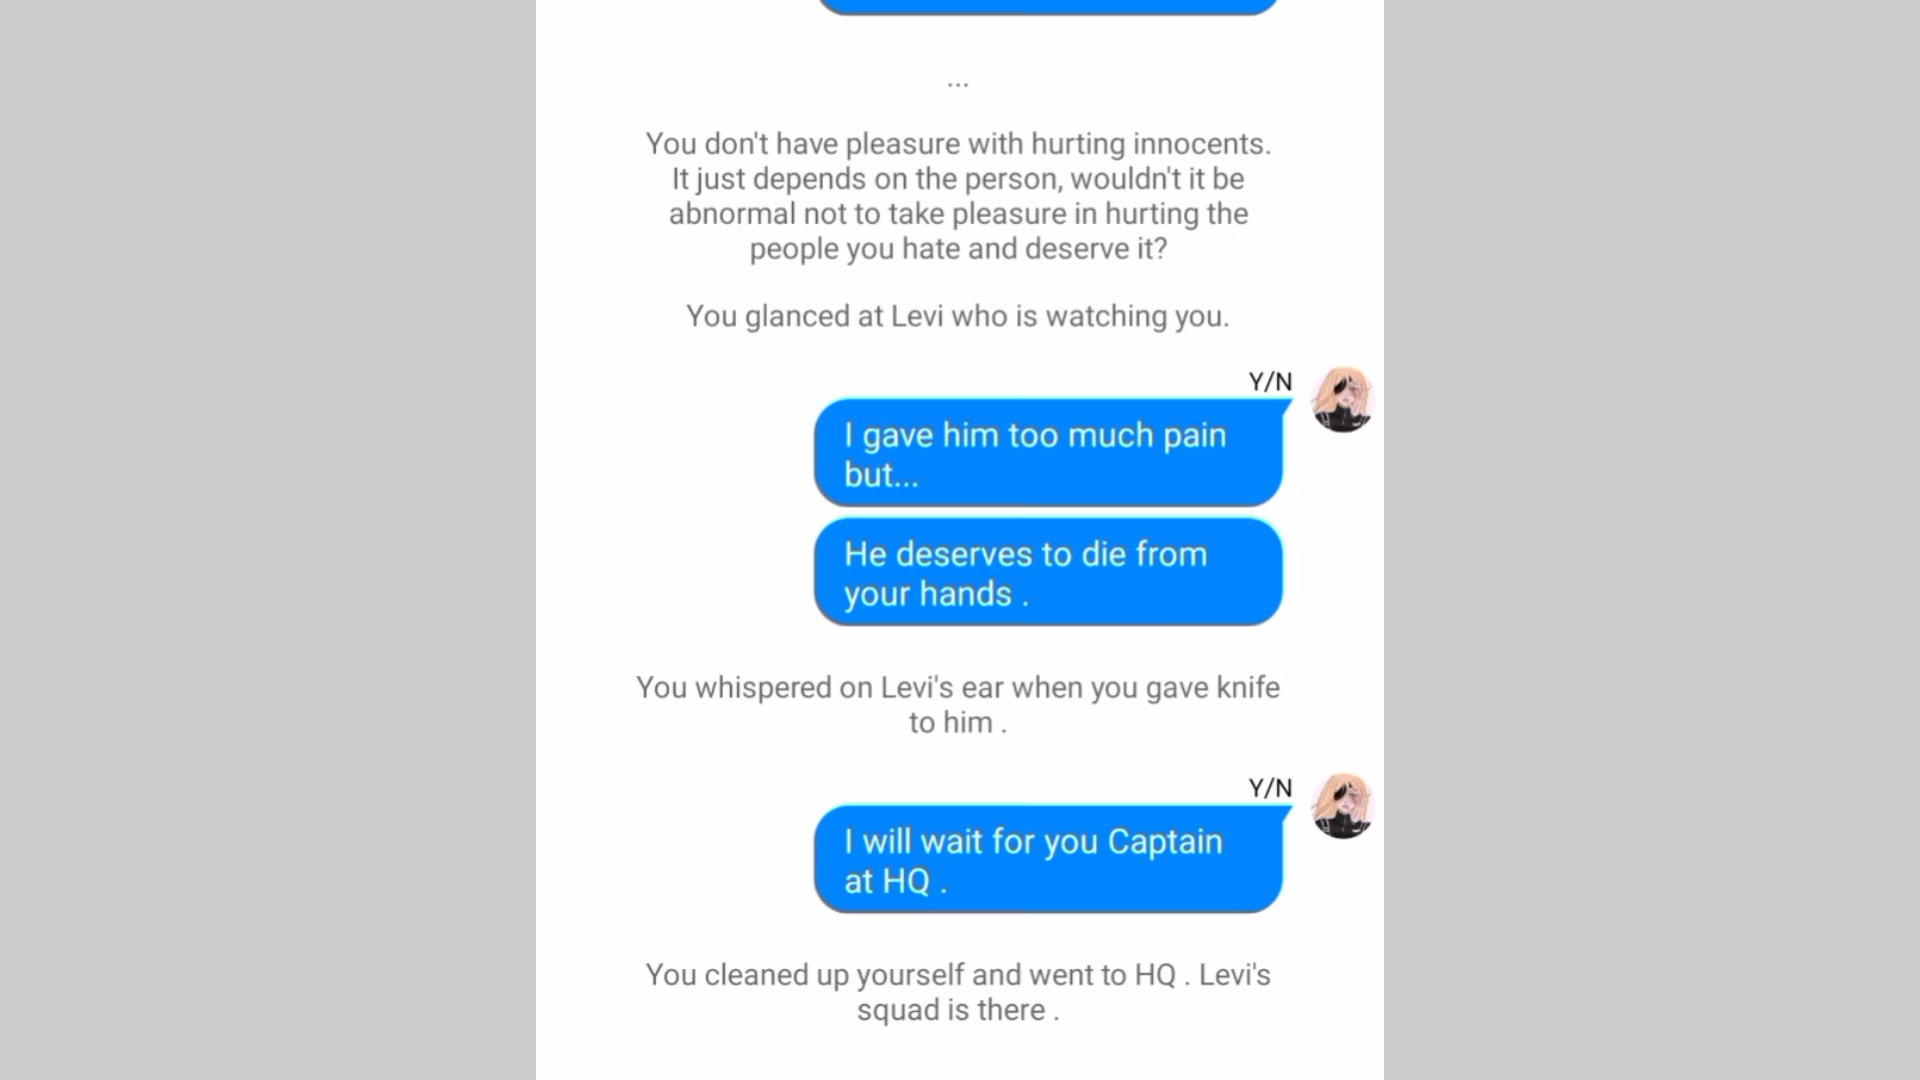 ...
You don't have pleasure with hurting innocents.
It just depends on the person, wouldn't it be
abnormal not to take pleasure in hurting the
people you hate and deserve it?
You glanced at Levi who is watching you.
Y/N
I gave him too much pain
but...
He deserves to die from
your hands .
You whispered on Levi's ear when you gave knife
to him .
Y/N
I will wait for you Captain
at HQ .
You cleaned up yourself and went to HQ . Levi's
squad is there .